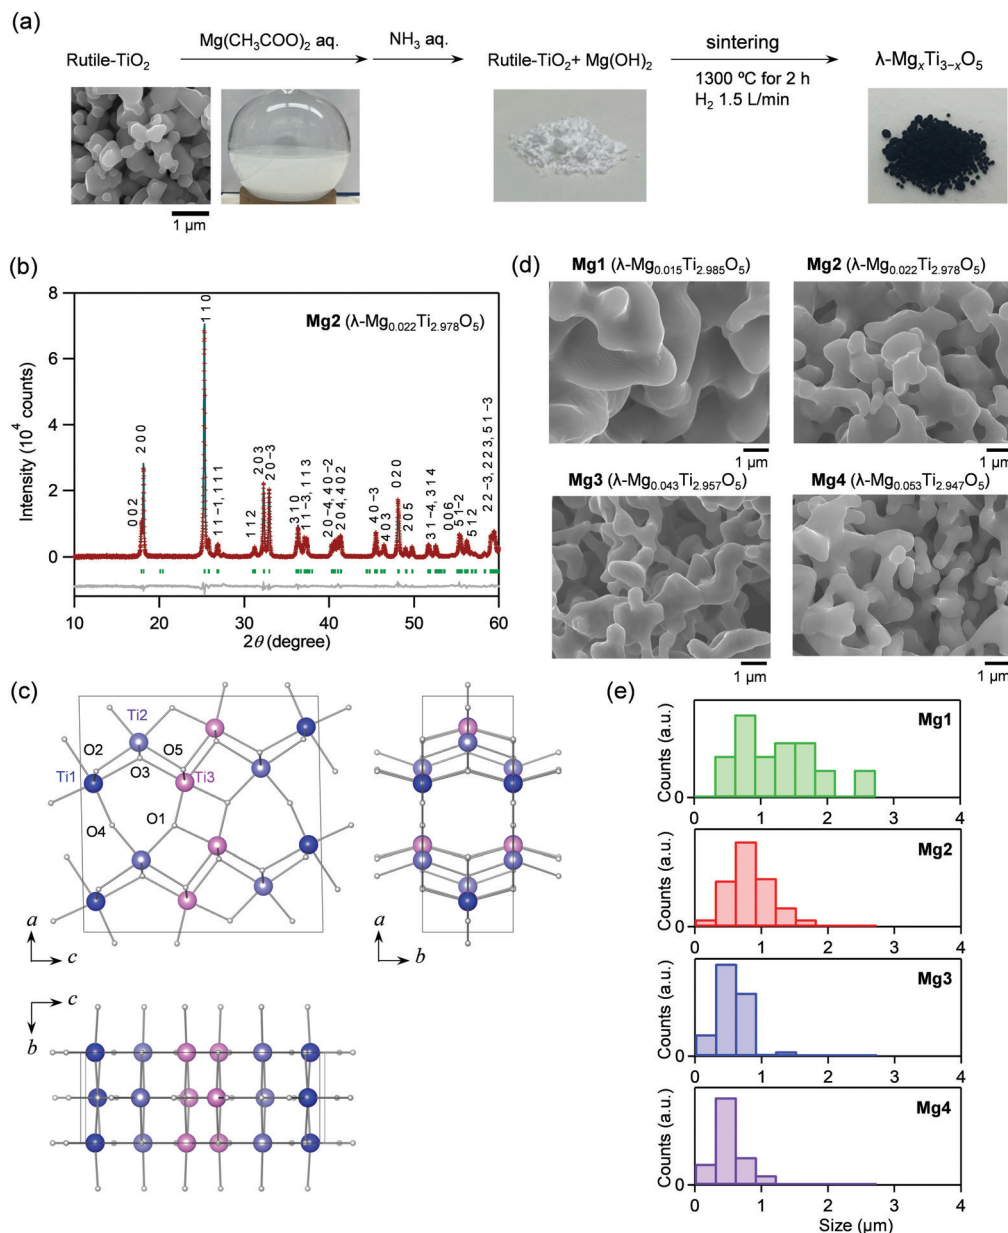 (a)
Mg(CH₃COO)₂ aq.
NH₃ aq.
sintering
Rutile-TiO₂
Rutile-TiO₂+ Mg(OH)₂
1300 ºC for 2 h
H₂ 1.5 L/min
λ-MgₓTi₃₋ₓO₅
1 µm
(b)
Mg2 (λ-Mg₀.₀₂₂Ti₂.₉₇₈O₅)
Intensity (10⁴ counts)
8
6
4
2
0
0 0 2
2 0 0
1 1 0
1 1 −1, 1 1 1
1 1 2
2 0 3
2 0 −3
3 1 0
1 1 −3, 1 1 3
2 0 −4, 4 0 −2
2 0 4, 4 0 2
4 0 −3
4 0 3
0 2 0
2 0 5
3 1 −4, 3 1 4
0 0 6
5 1 −2
5 1 2
2 2 −3, 2 2 3, 5 1 −3
10 20 30 40 50 60
2θ (degree)
(c)
Ti2
O2
O5
Ti1
O3
Ti3
O4
O1
a
c
a
b
c
b
(d)
Mg1 (λ-Mg₀.₀₁₅Ti₂.₉₈₅O₅)
Mg2 (λ-Mg₀.₀₂₂Ti₂.₉₇₈O₅)
1 µm
1 µm
Mg3 (λ-Mg₀.₀₄₃Ti₂.₉₅₇O₅)
Mg4 (λ-Mg₀.₀₅₃Ti₂.₉₄₇O₅)
1 µm
1 µm
(e)
Mg1
Counts (a.u.)
0
0 1 2 3 4
Mg2
Counts (a.u.)
0
0 1 2 3 4
Mg3
Counts (a.u.)
0
0 1 2 3 4
Mg4
Counts (a.u.)
0
0 1 2 3 4
Size (µm)